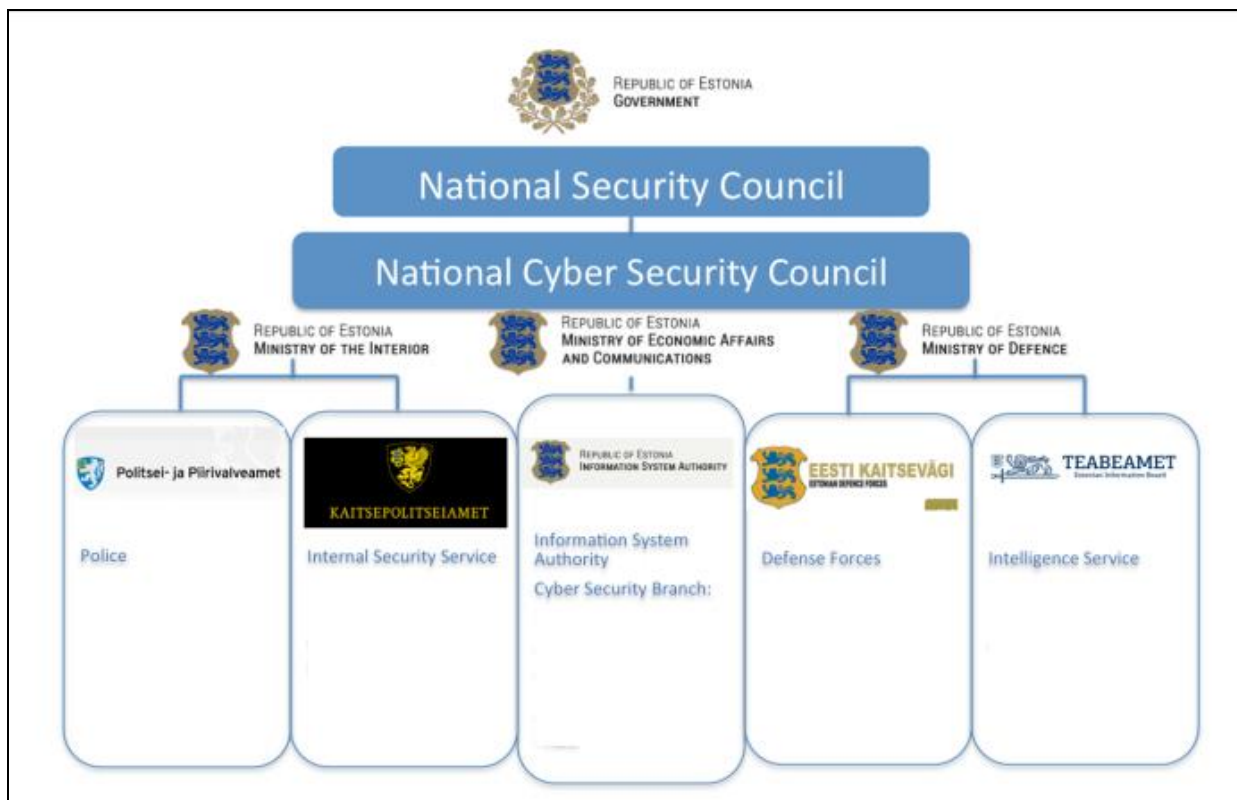 REPUBLIC OF ESTONIA
GOVERNMENT
National Security Council
National Cyber Security Council
REPUBLIC OF ESTONIA
MINISTRY OF THE INTERIOR
REPUBLIC OF ESTONIA
MINISTRY OF ECONOMIC AFFAIRS
AND COMMUNICATIONS
REPUBLIC OF ESTONIA
MINISTRY OF DEFENCE
Politsei- ja Piirivalveamet
Police
KAITSEPOLITSEIAMET
Internal Security Service
REPUBLIC OF ESTONIA
INFORMATION SYSTEM AUTHORITY
Information System
Authority
Cyber Security Branch:
EESTI KAITSEVÄGI
ESTONIAN DEFENCE FORCES
Defense Forces
TEABEAMET
Estonian Information Board
Intelligence Service